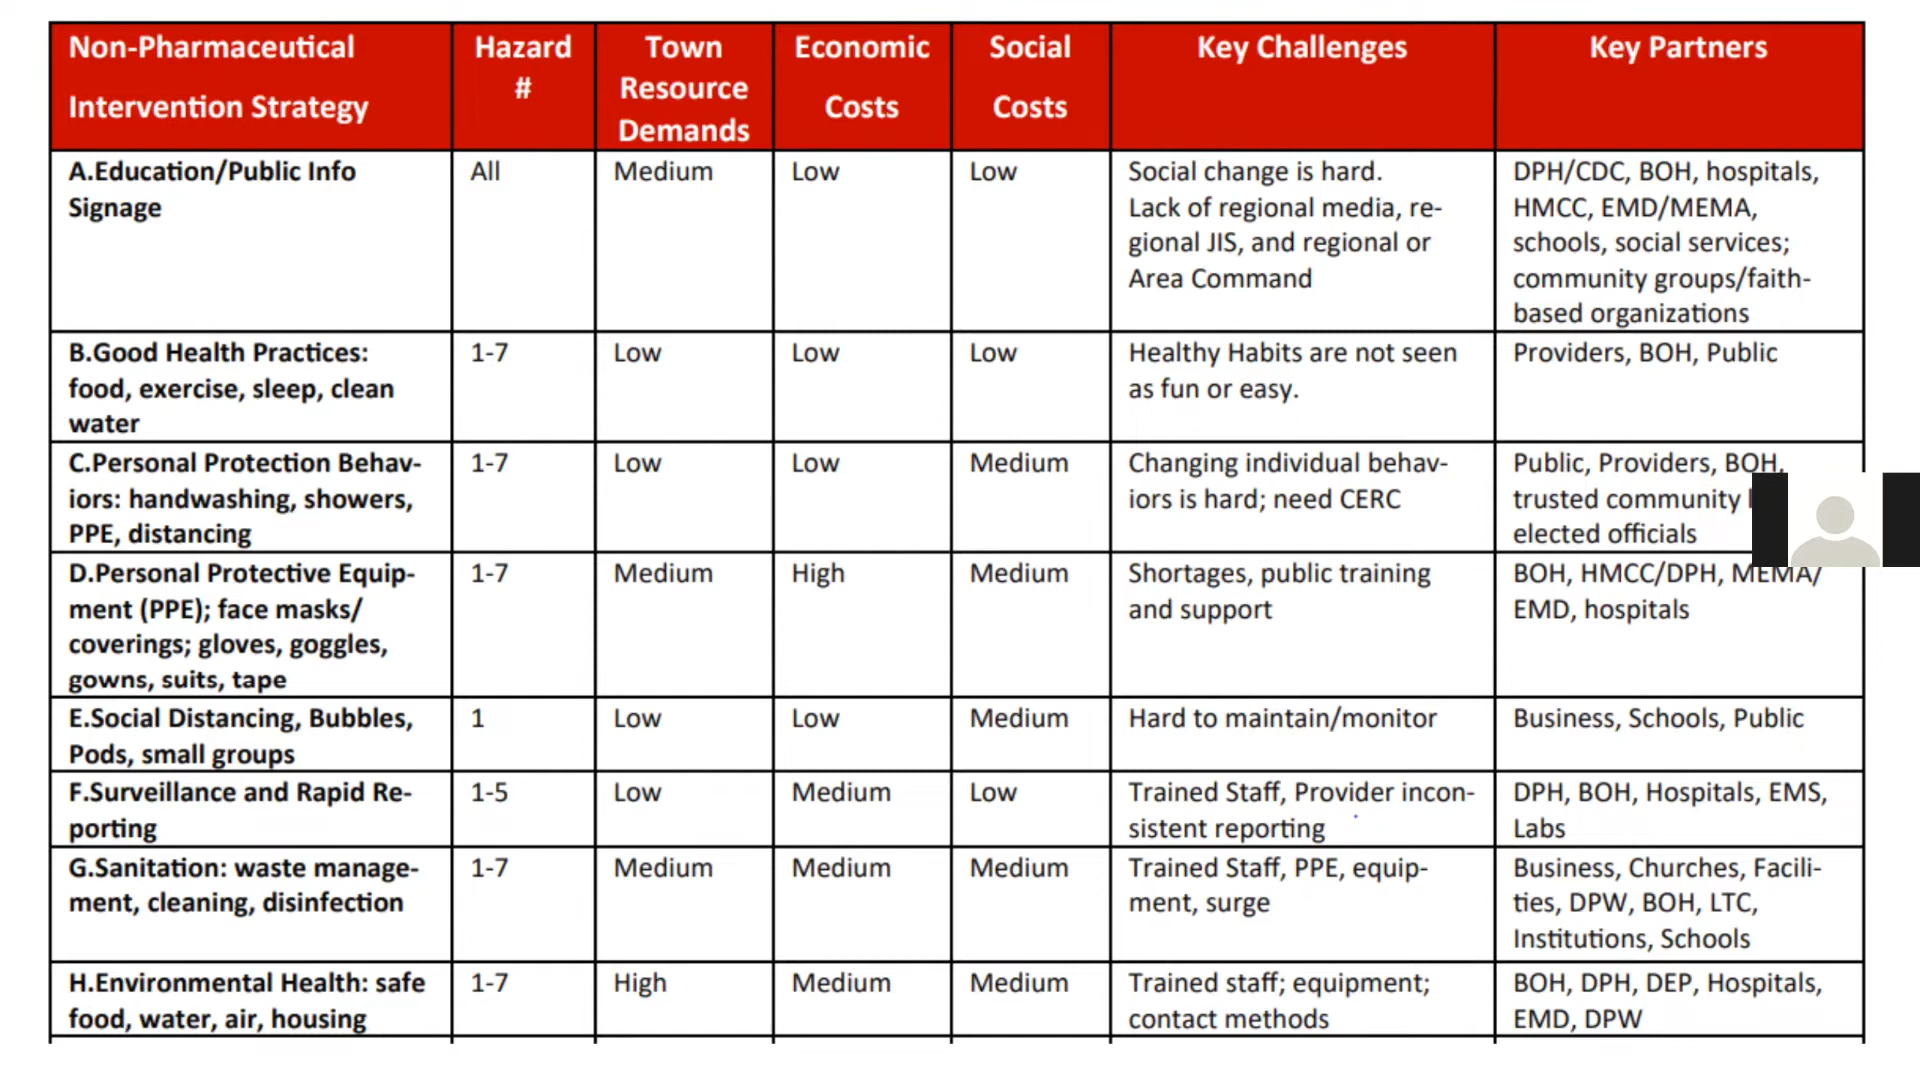 Non-Pharmaceutical
Intervention Strategy
Hazard
#
Town
Resource
Demands
Economic
Costs
Social
Costs
Key Challenges
Key Partners
A.Education/Public Info
Signage
All
Medium
Low
Low
Social change is hard.
Lack of regional media, re-
gional JIS, and regional or
Area Command
DPH/CDC, BOH, hospitals,
HMCC, EMD/MEMA,
schools, social services;
community groups/faith-
based organizations
B.Good Health Practices:
food, exercise, sleep, clean
water
1-7
Low
Low
Low
Healthy Habits are not seen
as fun or easy.
Providers, BOH, Public
C.Personal Protection Behav-
iors: handwashing, showers,
PPE, distancing
1-7
Low
Low
Medium
Changing individual behav-
iors is hard; need CERC
Public, Providers, BOH,
trusted community
elected officials
D.Personal Protective Equip-
ment (PPE); face masks/
coverings; gloves, goggles,
gowns, suits, tape
1-7
Medium
High
Medium
Shortages, public training
and support
BOH, HMCC/DPH, MEMA/
EMD, hospitals
E.Social Distancing, Bubbles,
Pods, small groups
1
Low
Low
Medium
Hard to maintain/monitor
Business, Schools, Public
F.Surveillance and Rapid Re-
porting
1-5
Low
Medium
Low
Trained Staff, Provider incon-
sistent reporting
DPH, BOH, Hospitals, EMS,
Labs
G.Sanitation: waste manage-
ment, cleaning, disinfection
1-7
Medium
Medium
Medium
Trained Staff, PPE, equip-
ment, surge
Business, Churches, Facili-
ties, DPW, BOH, LTC,
Institutions, Schools
H.Environmental Health: safe
food, water, air, housing
1-7
High
Medium
Medium
Trained staff; equipment;
contact methods
BOH, DPH, DEP, Hospitals,
EMD, DPW